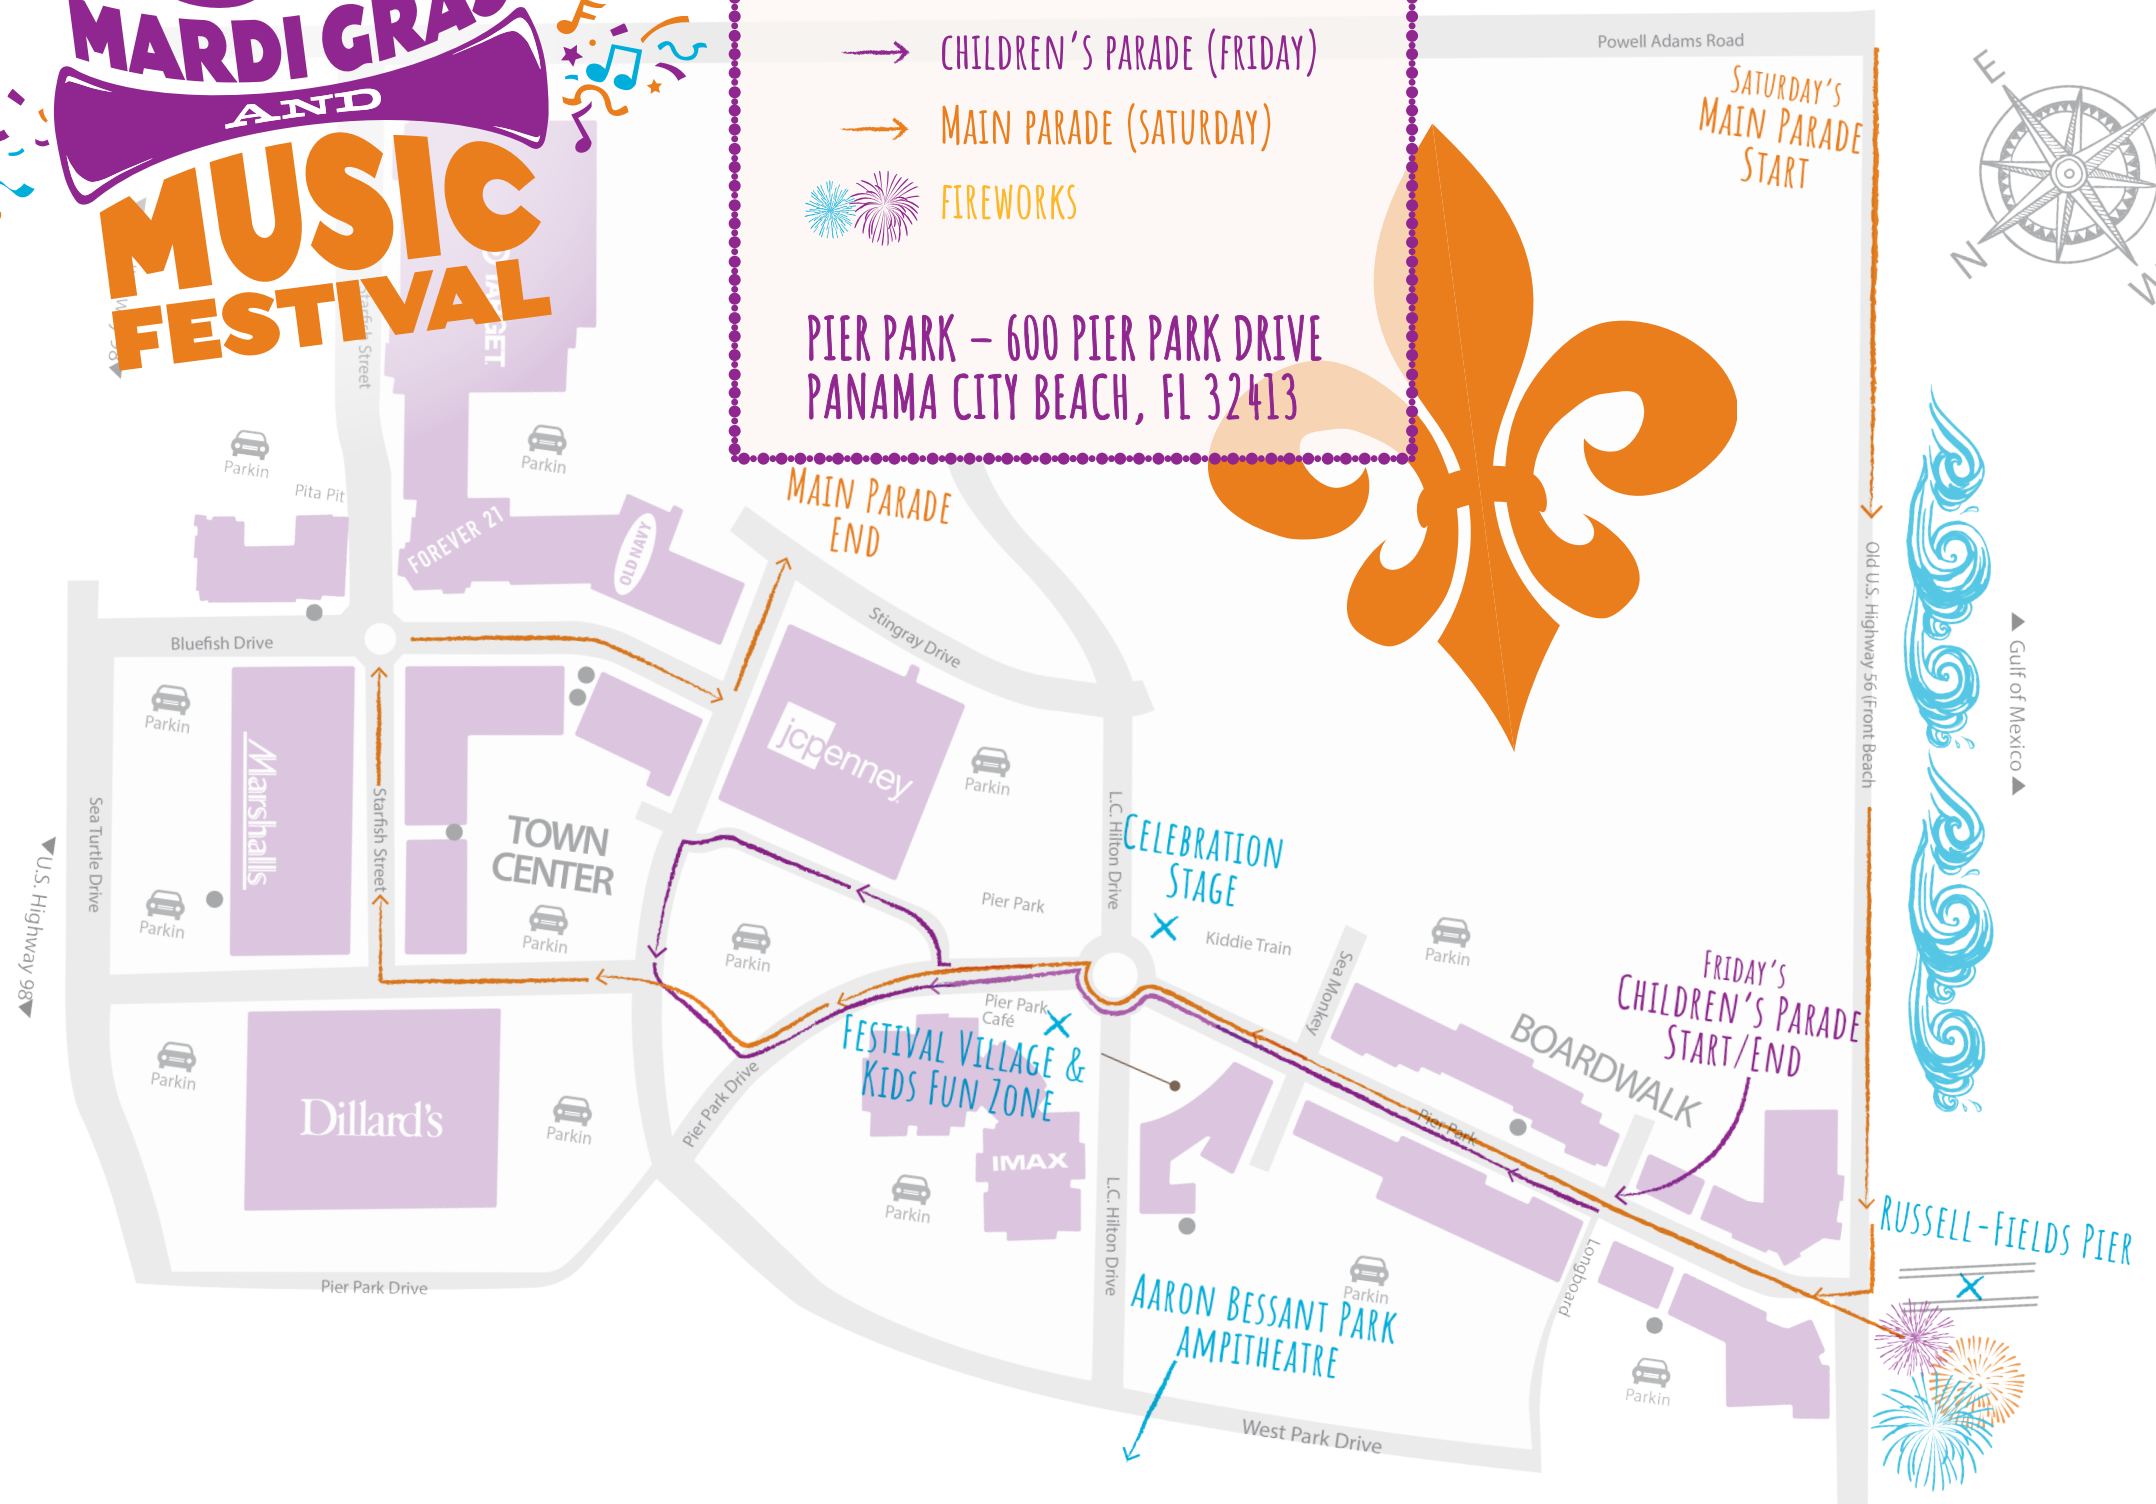 MARDI GRAS
AND
MUSIC
FESTIVAL
CHILDREN'S PARADE (FRIDAY)
MAIN PARADE (SATURDAY)
FIREWORKS
PIER PARK – 600 PIER PARK DRIVE
PANAMA CITY BEACH, FL 32413
Powell Adams Road
SATURDAY'S
MAIN PARADE
START
E
N
Starfish Street
TARGET
Parkin
Parkin
Pita Pit
FOREVER 21
OLD NAVY
MAIN PARADE
END
Stingray Drive
Bluefish Drive
Old U.S. Highway 56 (Front Beach
Gulf of Mexico
Parkin
Marshalls
jcpenney
Parkin
Sea Turtle Drive
Starfish Street
TOWN
CENTER
L.C. Hilton Drive
CELEBRATION
STAGE
U.S. Highway 98
Parkin
Parkin
Parkin
Pier Park
Kiddie Train
Sea Monkey
Parkin
FRIDAY'S
CHILDREN'S PARADE
START/END
Pier Park
Café
BOARDWALK
FESTIVAL VILLAGE &
KIDS FUN ZONE
Parkin
Dillard's
Parkin
Pier Park Drive
IMAX
Pier Park
Parkin
L.C. Hilton Drive
RUSSELL-FIELDS PIER
Longboard
Pier Park Drive
Parkin
AARON BESSANT PARK
AMPITHEATRE
Parkin
West Park Drive